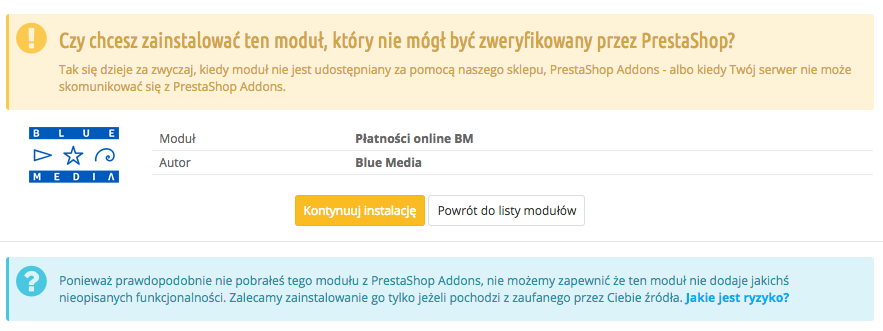 Czy chcesz zainstalować ten moduł, który nie mógł być zweryfikowany przez PrestaShop?
Tak się dzieje za zwyczaj, kiedy moduł nie jest udostępniany za pomocą naszego sklepu, PrestaShop Addons - albo kiedy Twój serwer nie może
skomunikować się z PrestaShop Addons.
BLUE
MEDIA
Moduł Płatności online BM
Autor Blue Media
Kontynuuj instalację Powrót do listy modułów
Ponieważ prawdopodobnie nie pobrałeś tego modułu z PrestaShop Addons, nie możemy zapewnić że ten moduł nie dodaje jakichś
nieopisanych funkcjonalności. Zalecamy zainstalowanie go tylko jeżeli pochodzi z zaufanego przez Ciebie źródła. Jakie jest ryzyko?